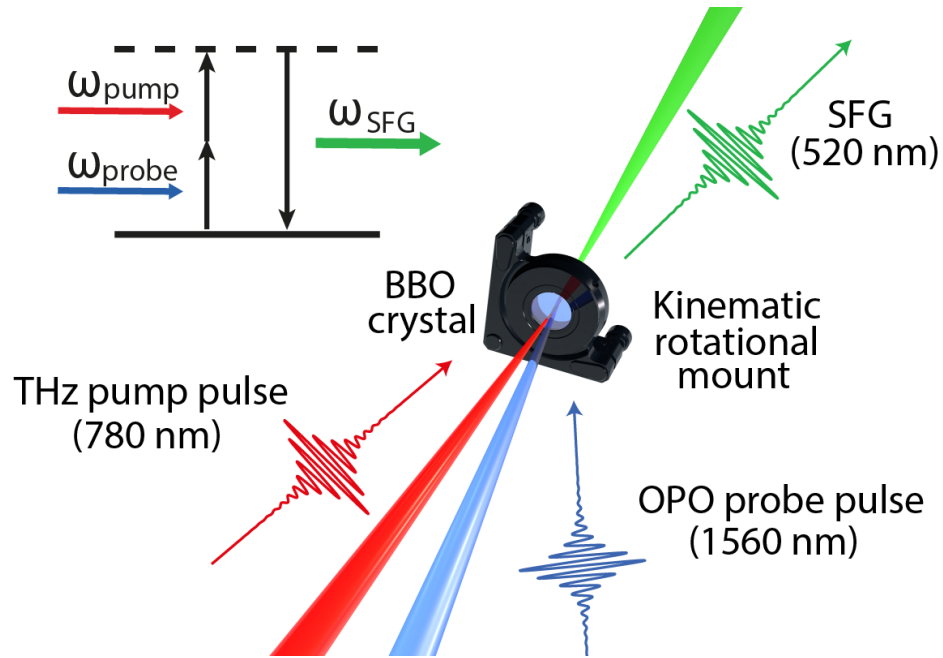 ωpump
ωprobe
ωSFG
SFG
(520 nm)
BBO
crystal
Kinematic
rotational
mount
THz pump pulse
(780 nm)
OPO probe pulse
(1560 nm)